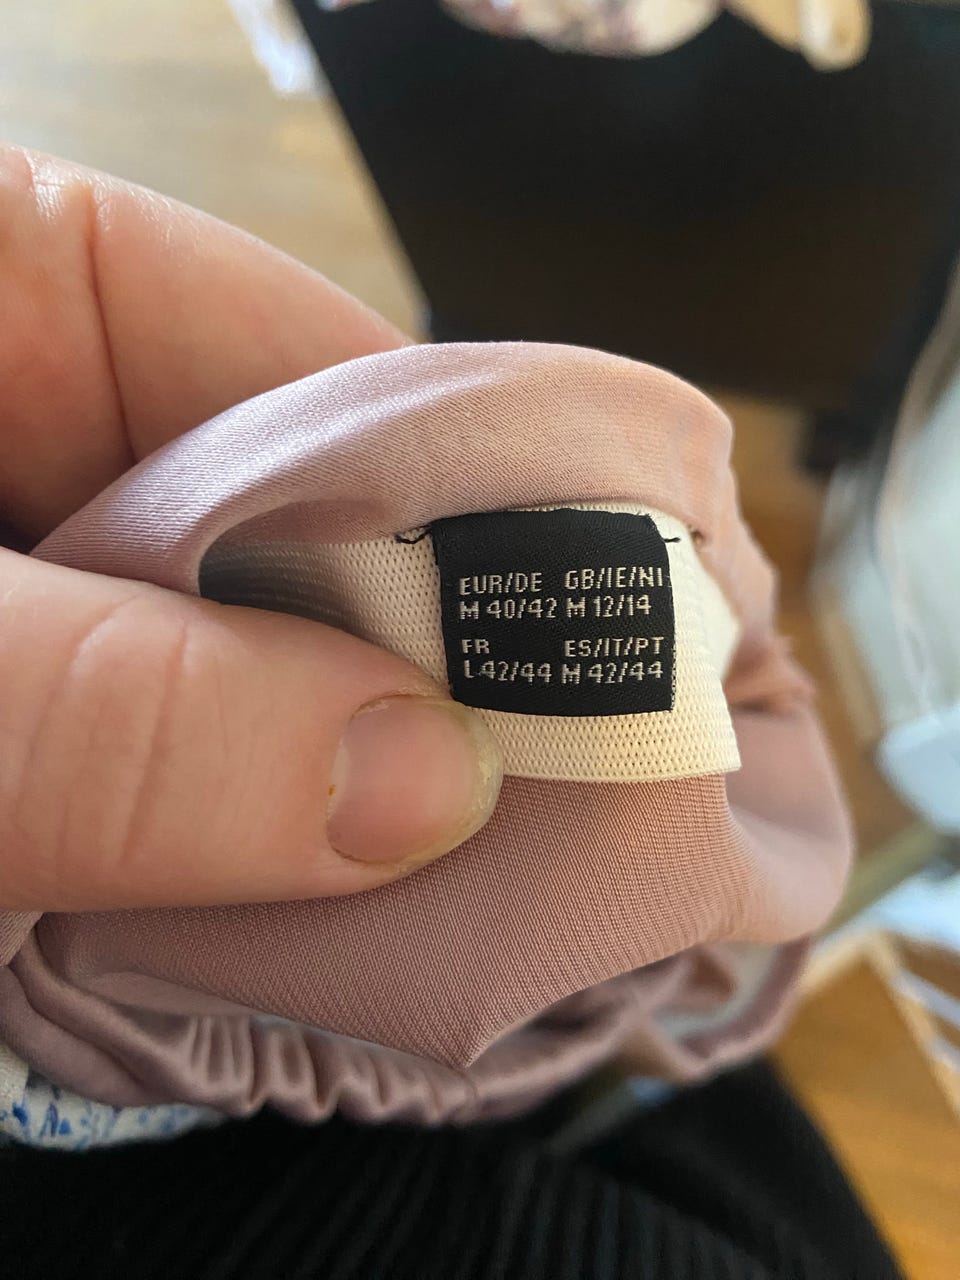 EUR/DE GB/IE/NI
M 40/42 M 12/14
FR ES/IT/PT
L 42/44 M 42/44